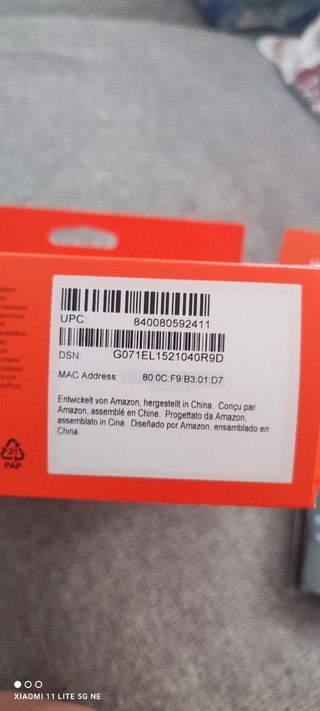 UPC: 840080592411
DSN: G071EL1521040R9D
MAC Address: 80:0C:F9:B3:01:D7
Entwickelt von Amazon, hergestellt in China. Conçu par
Amazon, assemblé en Chine. Progettato da Amazon,
assemblato in Cina. Diseñado por Amazon, ensamblado en
China.
21
PAP
XIAOMI 11 LITE 5G NE